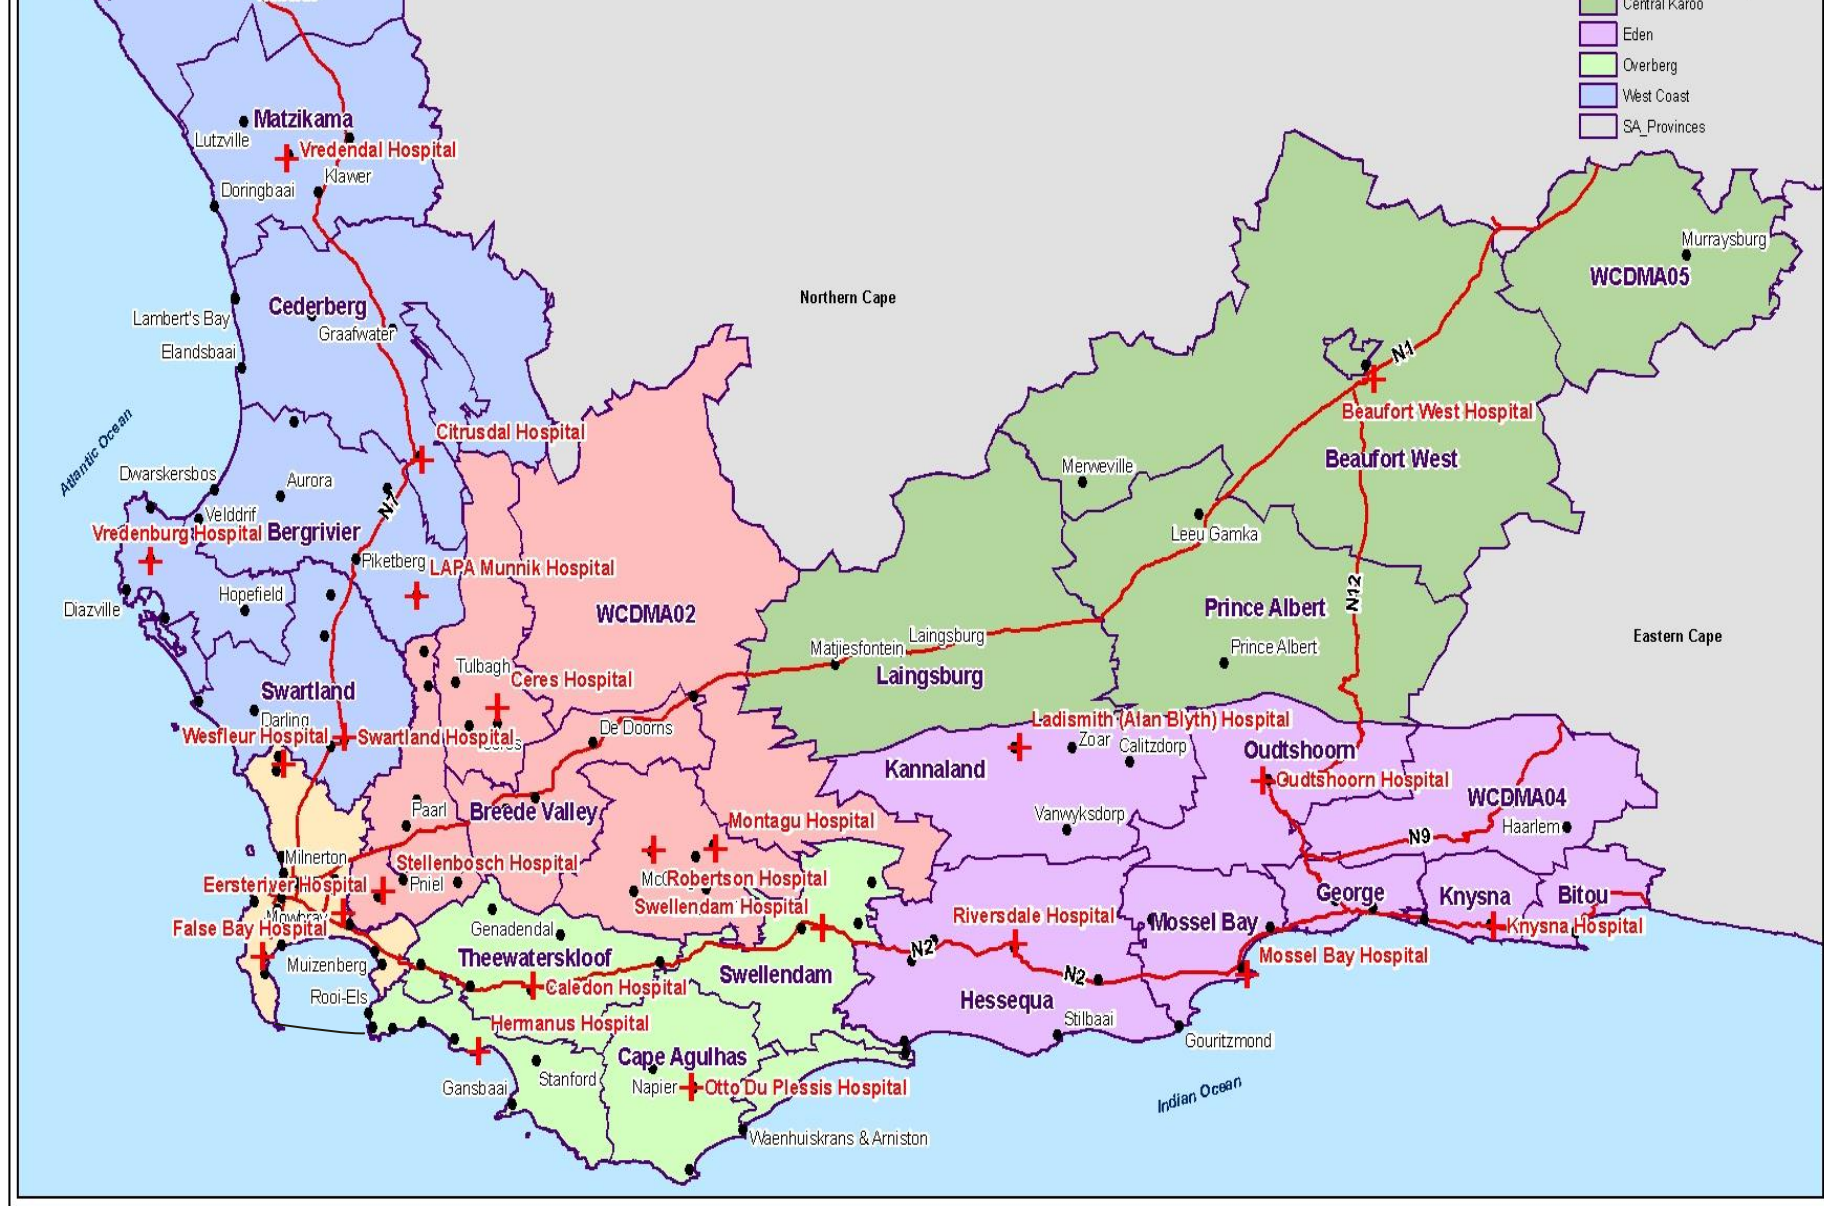 Central Karoo
Eden
Overberg
West Coast
SA_Provinces
Matzikama
Lutzville
Vredendal Hospital
Klawer
Doringbaai
Murraysburg
WCDMA05
Northern Cape
Cederberg
Lambert's Bay
Graafwater
Elandsbaai
N1
Beaufort West Hospital
Atlantic Ocean
Citrusdal Hospital
Beaufort West
Merweville
Dwarskersbos
Aurora
N7
Velddrif
Vredenburg Hospital
Bergrivier
Leeu Gamka
Piketberg
LAPA Munnik Hospital
Hopefield
Diazville
WCDMA02
N12
Prince Albert
Prince Albert
Eastern Cape
Laingsburg
Matjiesfontein
Laingsburg
Tulbagh
Ceres Hospital
Swartland
Darling
Wesfleur Hospital
Swartland Hospital
De Doorns
Ladismith (Alan Blyth) Hospital
Zoar
Calitzdorp
Oudtshoorn
Kannaland
Oudtshoorn Hospital
WCDMA04
Paarl
Breede Valley
Montagu Hospital
Vanwyksdorp
Haarlem
N9
Milnerton
Stellenbosch Hospital
Eersterivier Hospital
Pniel
Robertson Hospital
Mowbray
Swellendam Hospital
George
Knysna
Bitou
False Bay Hospital
Genadendal
Riversdale Hospital
Mossel Bay
Knysna Hospital
Muizenberg
Theewaterskloof
N2
Mossel Bay Hospital
Swellendam
N2
Rooi-Els
Caledon Hospital
Hessequa
Hermanus Hospital
Stilbaai
Gouritzmond
Cape Agulhas
Stanford
Gansbaai
Napier
Otto Du Plessis Hospital
Indian Ocean
Waenhuiskrans & Arniston